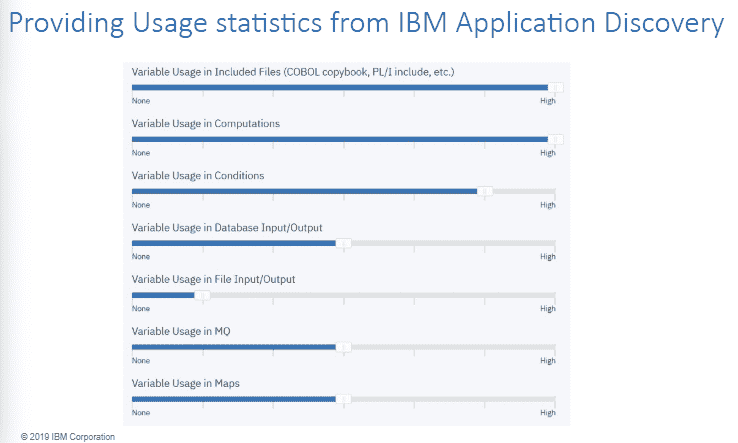 Providing Usage statistics from IBM Application Discovery
Variable Usage in Included Files (COBOL copybook, PL/I include, etc.)
None High
Variable Usage in Computations
None High
Variable Usage in Conditions
None High
Variable Usage in Database Input/Output
None High
Variable Usage in File Input/Output
None High
Variable Usage in MQ
None High
Variable Usage in Maps
None High
© 2019 IBM Corporation